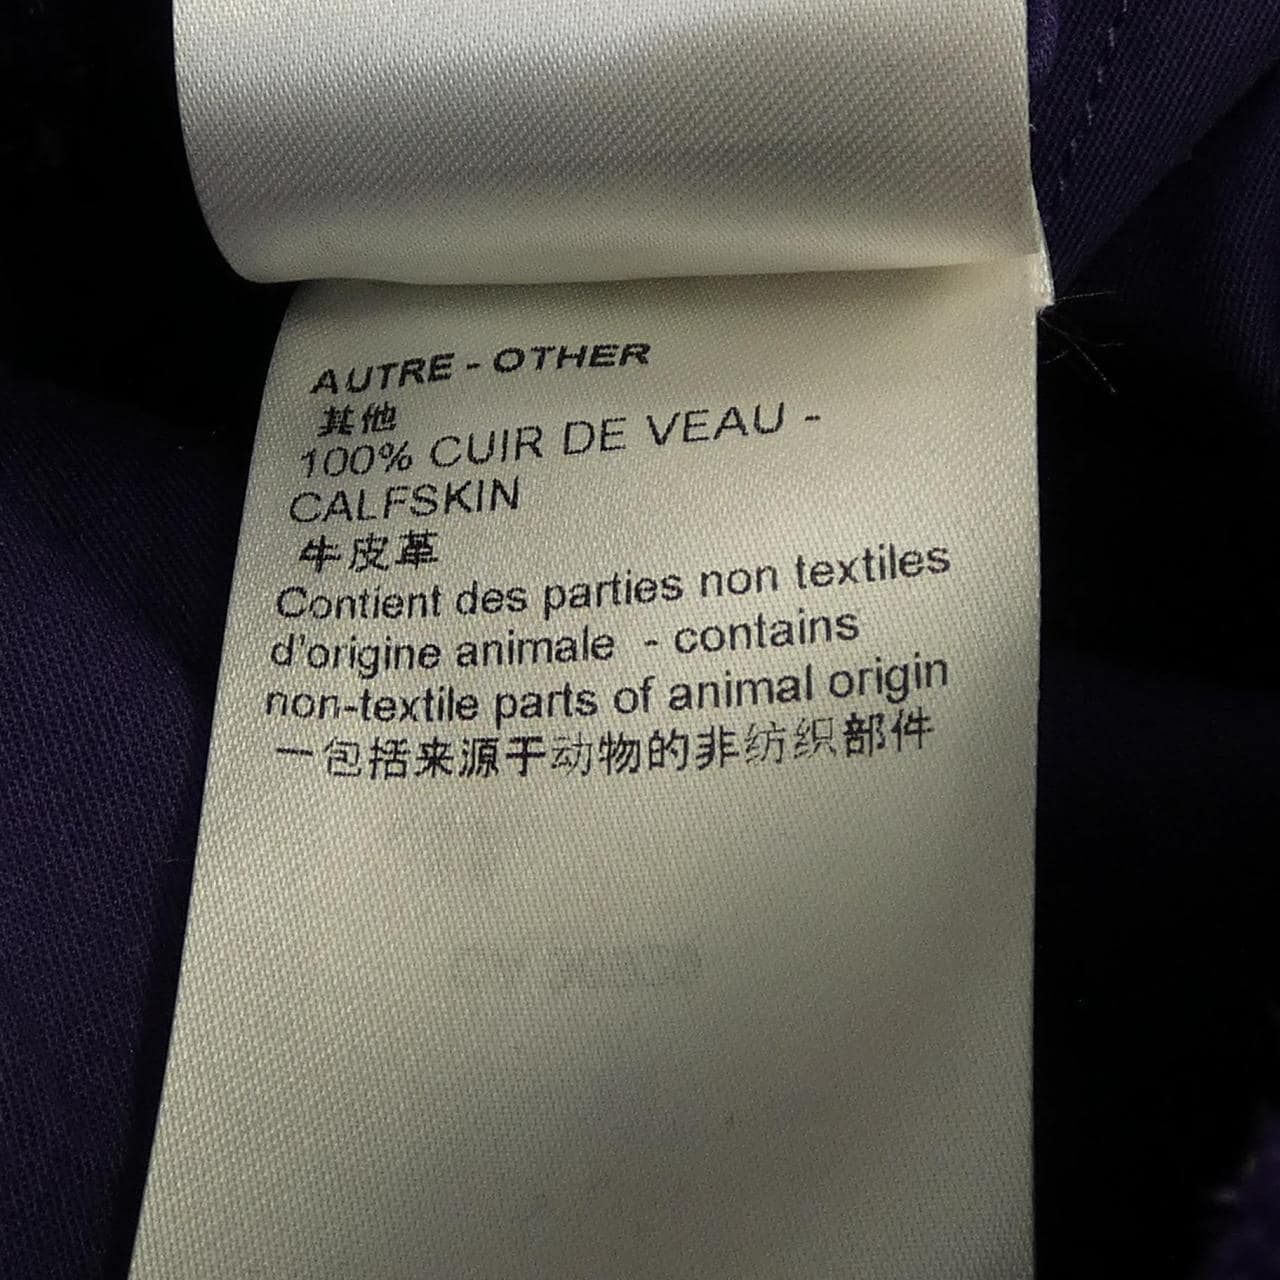 AUTRE - OTHER
其他
100% CUIR DE VEAU -
CALFSKIN
牛皮革
Contient des parties non textiles
d'origine animale - contains
non-textile parts of animal origin
一包括来源于动物的非纺织部件